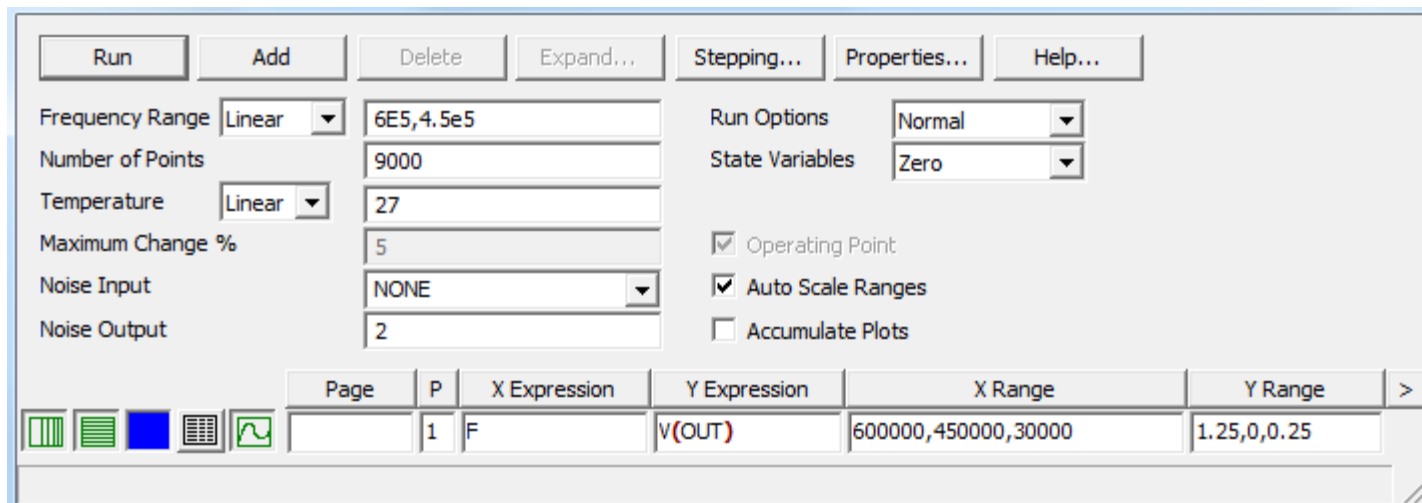 Run Add Delete Expand... Stepping... Properties... Help...
Frequency Range Linear 6E5,4.5e5 Run Options Normal
Number of Points 9000 State Variables Zero
Temperature Linear 27
Maximum Change % 5 Operating Point
Noise Input NONE Auto Scale Ranges
Noise Output 2 Accumulate Plots
Page P X Expression Y Expression X Range Y Range >
1 F V(OUT) 600000,450000,30000 1.25,0,0.25